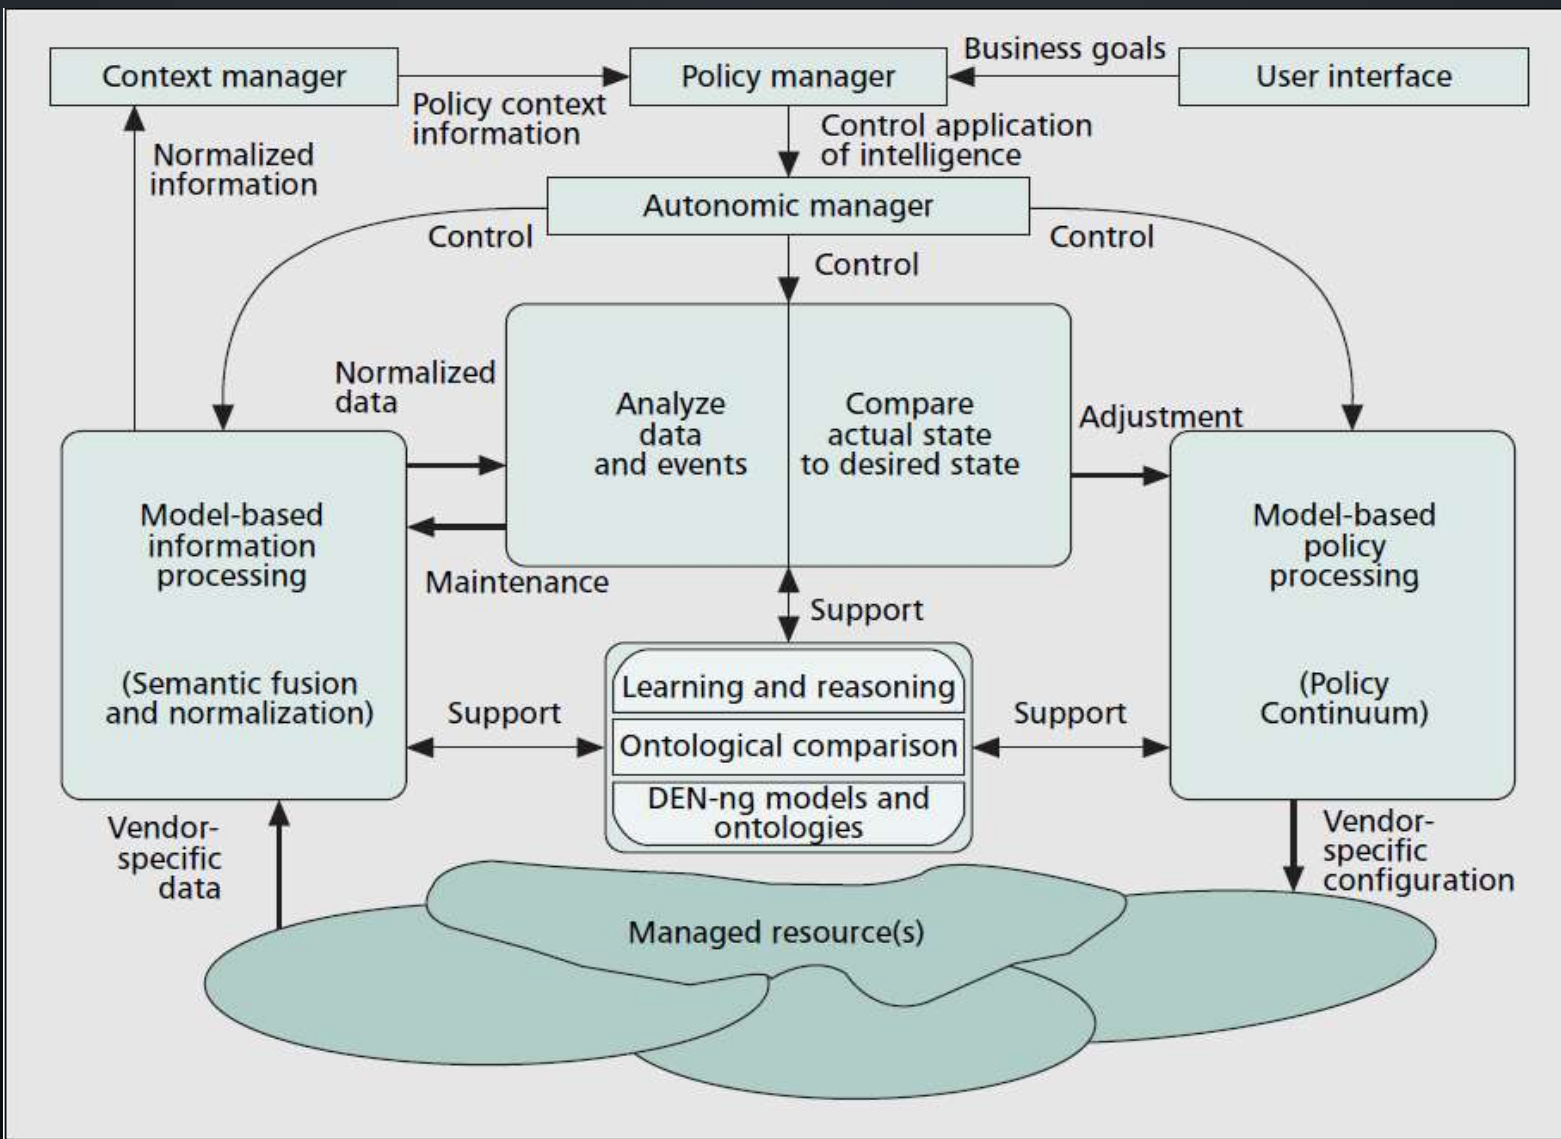 Context manager
Policy manager
Business goals
User interface
Policy context
information
Control application
of intelligence
Normalized
information
Autonomic manager
Control
Control
Control
Normalized
data
Analyze
data
and events
Compare
actual state
to desired state
Adjustment
Model-based
information
processing
(Semantic fusion
and normalization)
Maintenance
Model-based
policy
processing
(Policy
Continuum)
Support
Support
Learning and reasoning
Ontological comparison
DEN-ng models and
ontologies
Support
Vendor-
specific
data
Vendor-
specific
configuration
Managed resource(s)